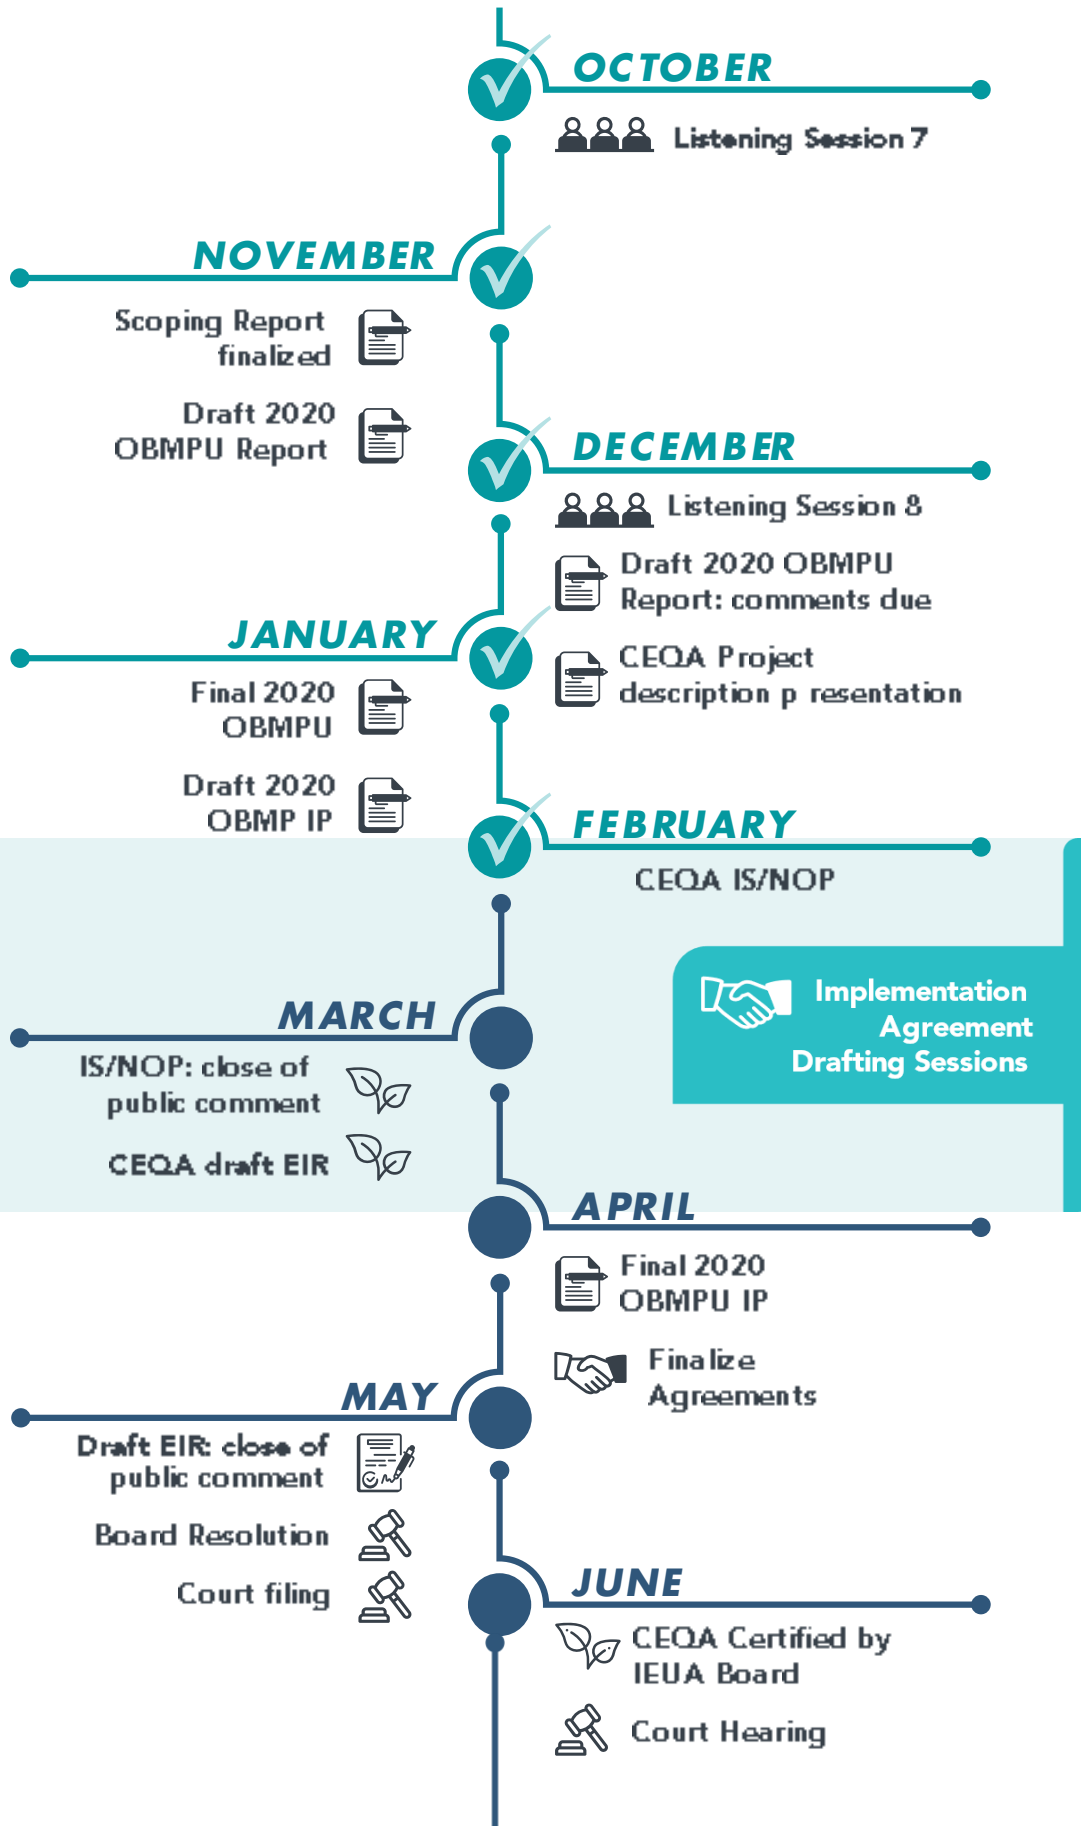 OCTOBER
Listening Session 7
NOVEMBER
Scoping Report
finalized
Draft 2020
OBMPU Report
DECEMBER
Listening Session 8
Draft 2020 OBMPU
Report: comments due
CEQA Project
description p resentation
JANUARY
Final 2020
OBMPU
Draft 2020
OBMP IP
FEBRUARY
CEQA IS/NOP
Implementation
Agreement
Drafting Sessions
MARCH
IS/NOP: close of
public comment
CEQA draft EIR
APRIL
Final 2020
OBMPU IP
Finalize
Agreements
MAY
Draft EIR: close of
public comment
Board Resolution
Court filing
JUNE
CEQA Certified by
IEUA Board
Court Hearing